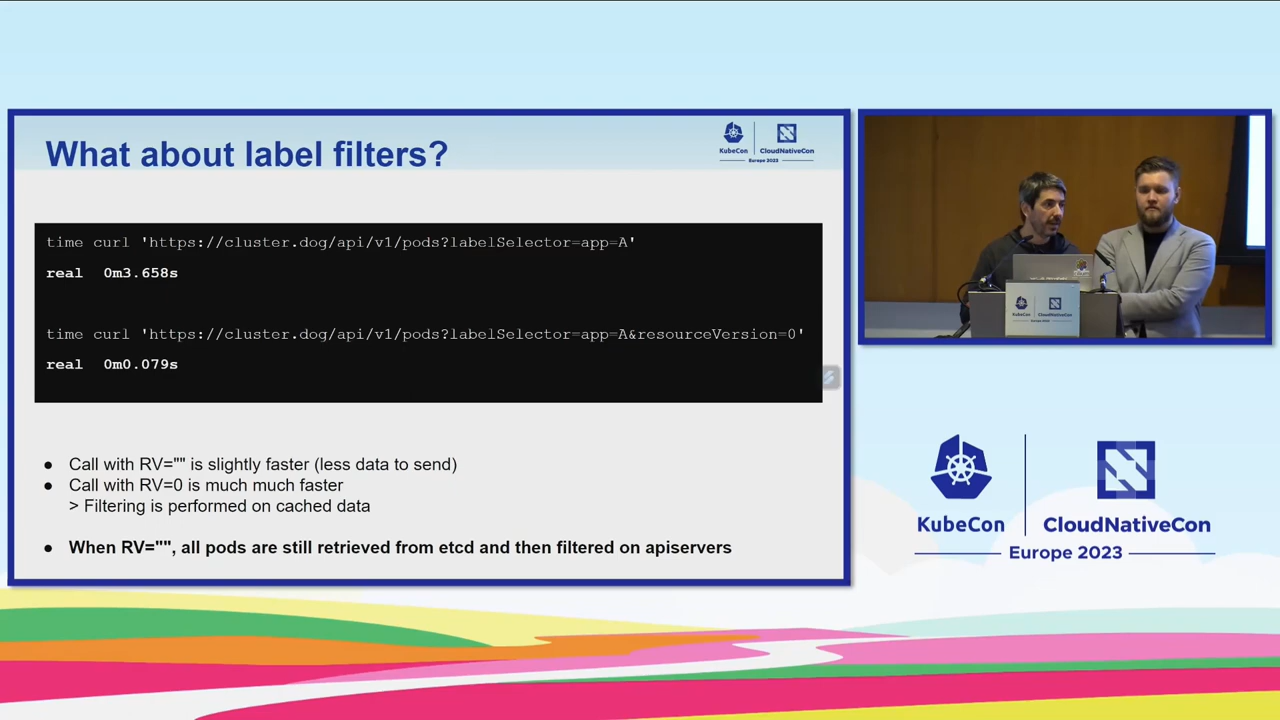 What about label filters?
KubeCon
CloudNativeCon
Europe 2023
time curl 'https://cluster.dog/api/v1/pods?labelSelector=app=A'
real 0m3.658s
time curl 'https://cluster.dog/api/v1/pods?labelSelector=app=A&resourceVersion=0'
real 0m0.079s
● Call with RV="" is slightly faster (less data to send)
● Call with RV=0 is much much faster
> Filtering is performed on cached data
● When RV="", all pods are still retrieved from etcd and then filtered on apiservers
KubeCon
CloudNativeCon
Europe 2023